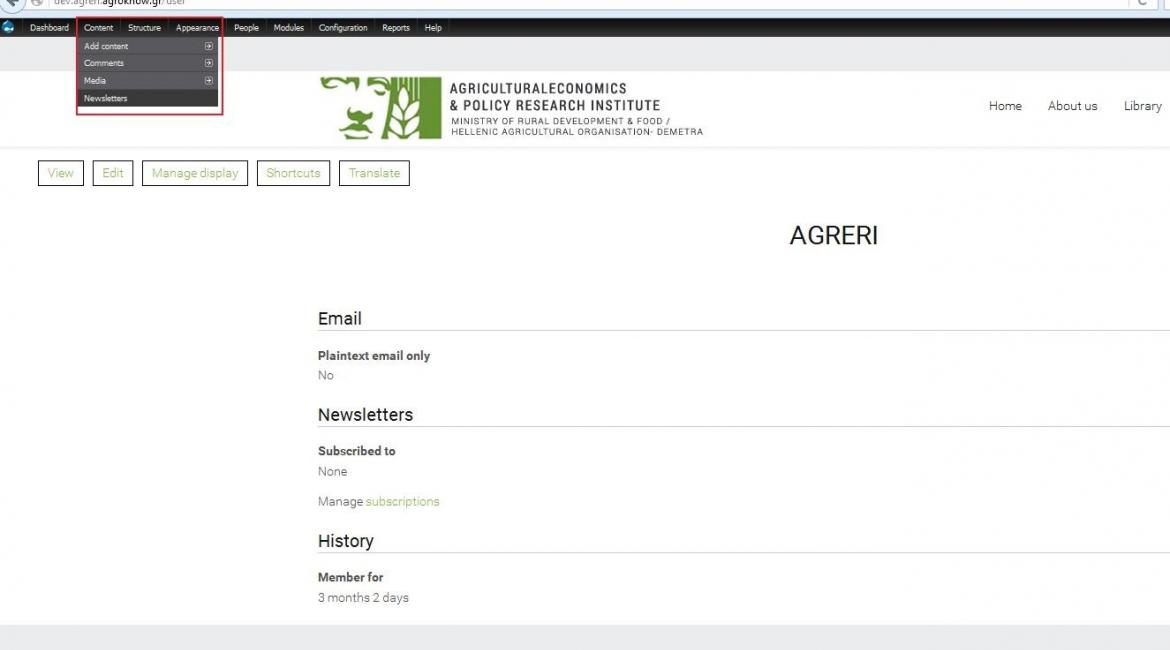 dev.agreri.agroknow.gr/user
Dashboard Content Structure Appearance People Modules Configuration Reports Help
Add content
Comments
Media
Newsletters
AGRICULTURALECONOMICS
& POLICY RESEARCH INSTITUTE
MINISTRY OF RURAL DEVELOPMENT & FOOD /
HELLENIC AGRICULTURAL ORGANISATION- DEMETRA
Home About us Library
View Edit Manage display Shortcuts Translate
AGRERI
Email
Plaintext email only
No
Newsletters
Subscribed to
None
Manage subscriptions
History
Member for
3 months 2 days